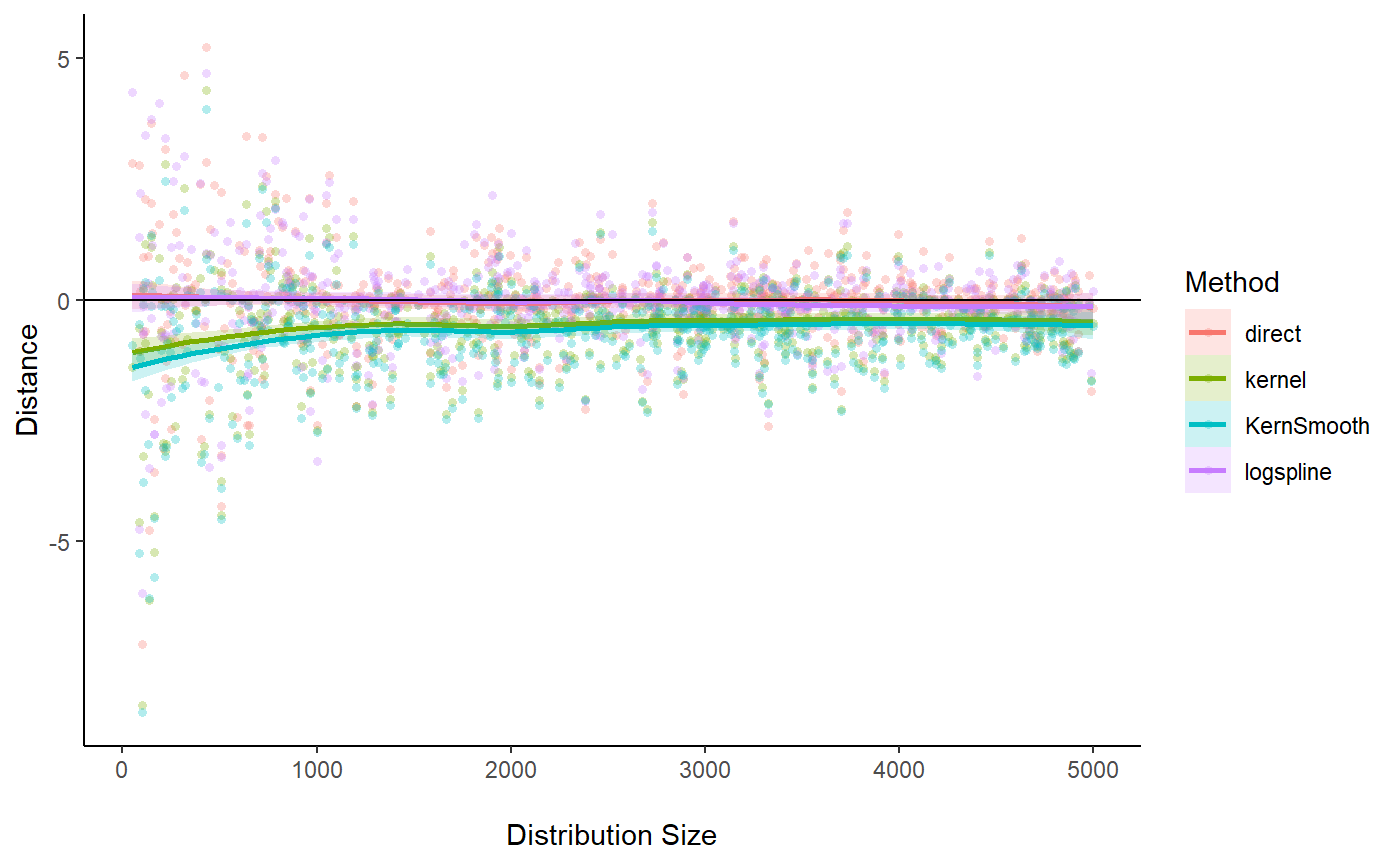 5
0
-5
Distance
0
1000
2000
3000
4000
5000
Distribution Size
Method
direct
kernel
KernSmooth
logspline